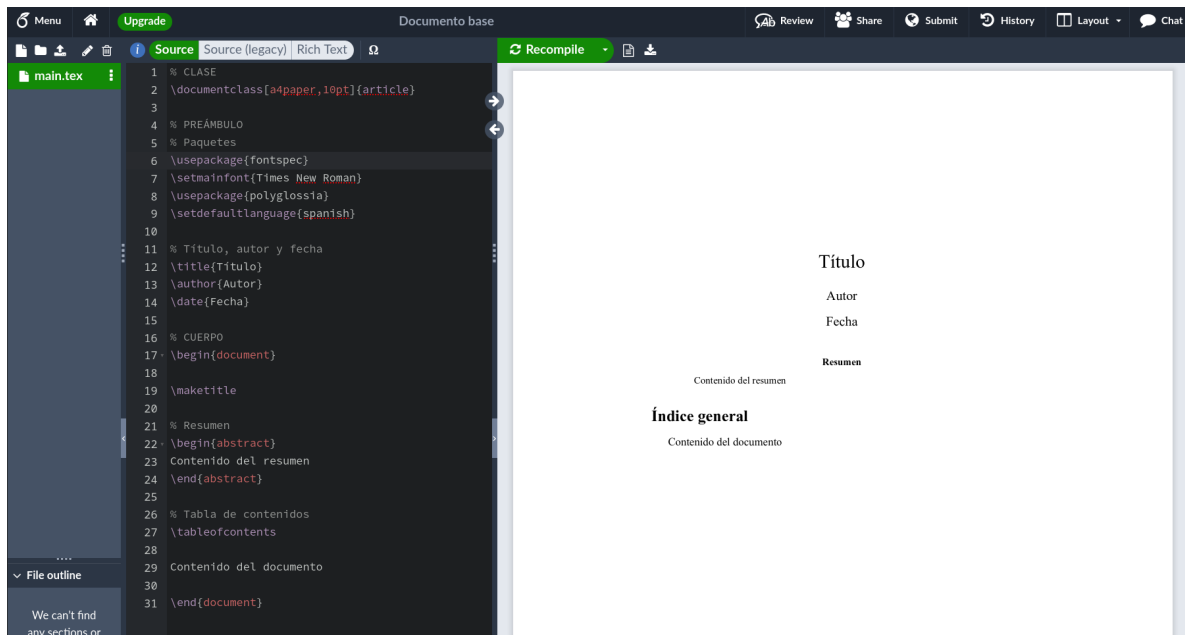 Menu Upgrade Documento base Review Share Submit History Layout Chat
Source Source (legacy) Rich Text Ω Recompile
main.tex
1 % CLASE
2 \documentclass[a4paper,10pt]{article}
3
4 % PREÁMBULO
5 % Paquetes
6 \usepackage{fontspec}
7 \setmainfont{Times New Roman}
8 \usepackage{polyglossia}
9 \setdefaultlanguage{spanish}
10
11 % Título, autor y fecha
12 \title{Título}
13 \author{Autor}
14 \date{Fecha}
15
16 % CUERPO
17 \begin{document}
18
19 \maketitle
20
21 % Resumen
22 \begin{abstract}
23 Contenido del resumen
24 \end{abstract}
25
26 % Tabla de contenidos
27 \tableofcontents
28
29 Contenido del documento
30
31 \end{document}
File outline
We can't find
any sections or
Título
Autor
Fecha
Resumen
Contenido del resumen
Índice general
Contenido del documento